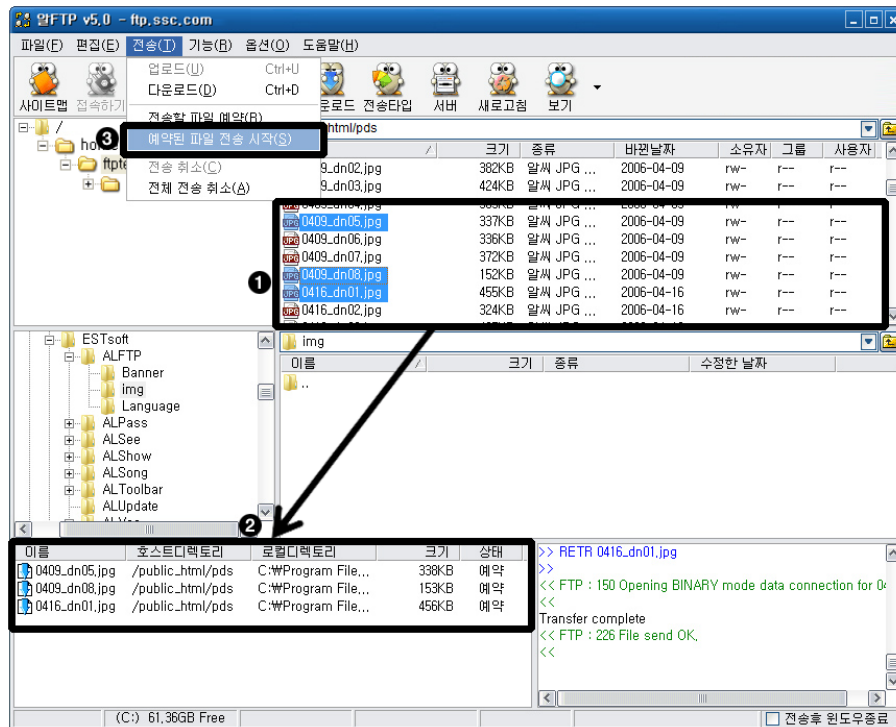 알FTP v5.0 - ftp.ssc.com
파일(F) 편집(E) 전송(T) 기능(R) 옵션(O) 도움말(H)
업로드(U) Ctrl+U
다운로드(D) Ctrl+D
전송할 파일 예약(R)
❸ 예약된 파일 전송 시작(S)
전송 취소(C)
전체 전송 취소(A)
사이트맵 접속하기 운로드 전송타입 서버 새로고침 보기
/
html/pds
크기 종류 바뀐날짜 소유자 그룹 사용자
9_dn02.jpg 382KB 알씨 JPG ... 2006-04-09 rw- r-- r--
9_dn03.jpg 424KB 알씨 JPG ... 2006-04-09 rw- r-- r--
❶
0409_dn05.jpg 337KB 알씨 JPG ... 2006-04-09 rw- r-- r--
0409_dn06.jpg 336KB 알씨 JPG ... 2006-04-09 rw- r-- r--
0409_dn07.jpg 372KB 알씨 JPG ... 2006-04-09 rw- r-- r--
0409_dn08.jpg 152KB 알씨 JPG ... 2006-04-09 rw- r-- r--
0416_dn01.jpg 455KB 알씨 JPG ... 2006-04-16 rw- r-- r--
0416_dn02.jpg 324KB 알씨 JPG ... 2006-04-16 rw- r-- r--
ESTsoft
ALFTP
Banner
img
Language
ALPass
ALSee
ALShow
ALSong
ALToolbar
ALUpdate
img
이름 크기 종류 수정한 날짜
..
❷
이름 호스트디렉토리 로컬디렉토리 크기 상태
0409_dn05.jpg /public_html/pds C:₩Program File... 338KB 예약
0409_dn08.jpg /public_html/pds C:₩Program File... 153KB 예약
0416_dn01.jpg /public_html/pds C:₩Program File... 456KB 예약
>> RETR 0416_dn01.jpg
>>
<< FTP : 150 Opening BINARY mode data connection for 04
<<
Transfer complete
<< FTP : 226 File send OK.
<<
(C:) 61.36GB Free
전송후 윈도우종료